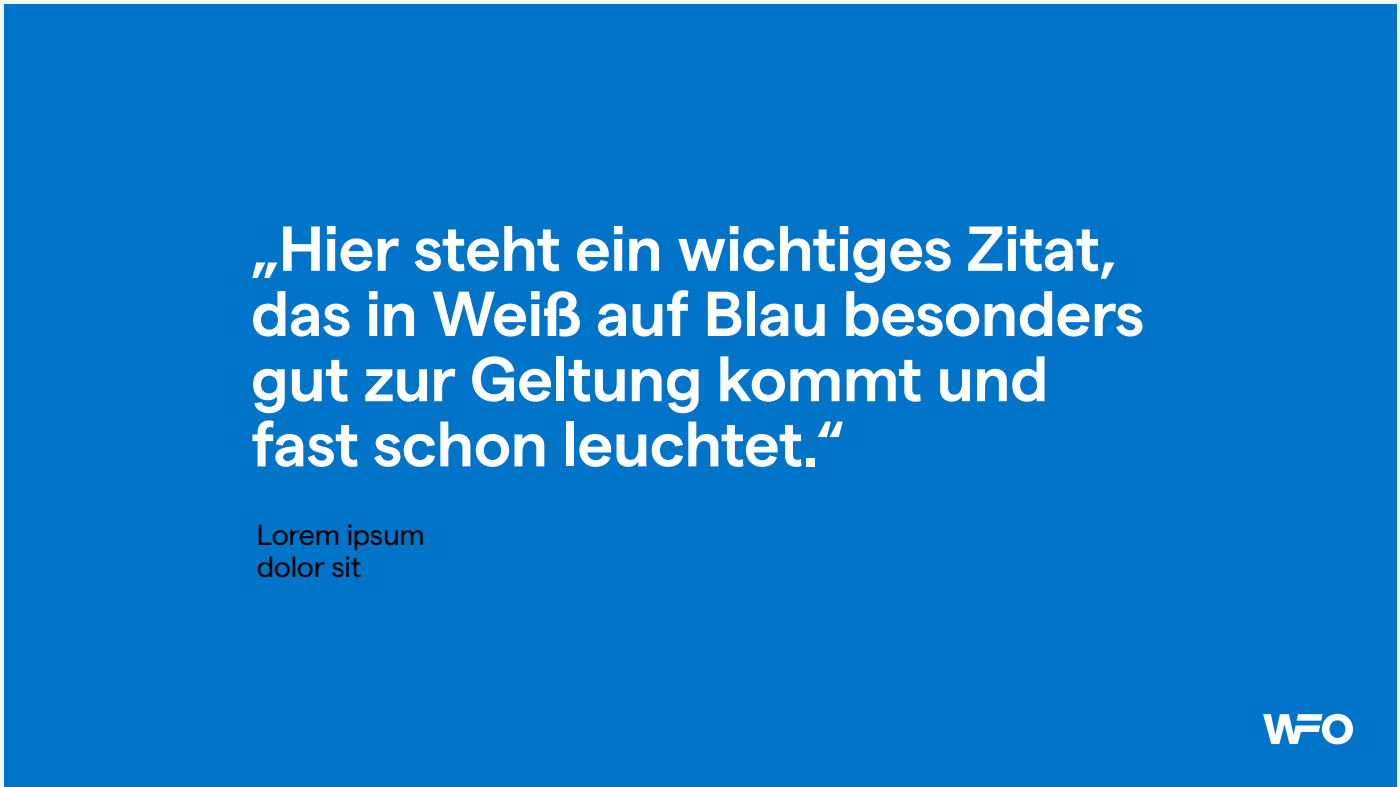 „Hier steht ein wichtiges Zitat,
das in Weiß auf Blau besonders
gut zur Geltung kommt und
fast schon leuchtet.“
Lorem ipsum
dolor sit
WFO